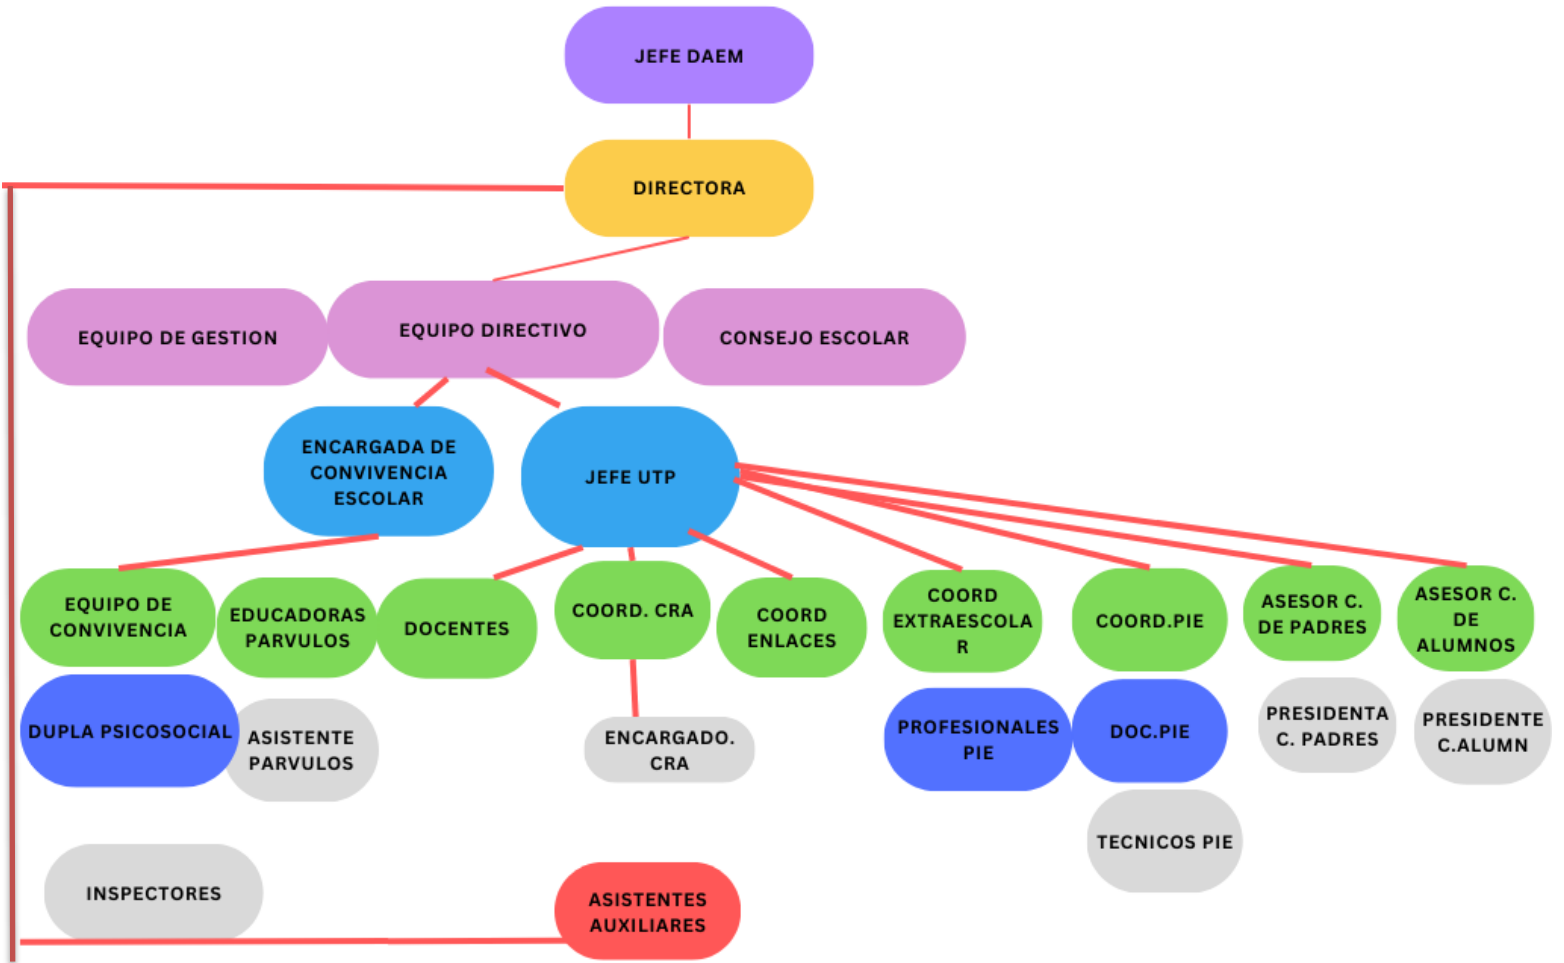 JEFE DAEM
DIRECTORA
EQUIPO DE GESTION
EQUIPO DIRECTIVO
CONSEJO ESCOLAR
ENCARGADA DE
CONVIVENCIA
ESCOLAR
JEFE UTP
EQUIPO DE
CONVIVENCIA
EDUCADORAS
PARVULOS
DOCENTES
COORD. CRA
COORD
ENLACES
COORD
EXTRAESCOLA
R
COORD.PIE
ASESOR C.
DE PADRES
ASESOR C.
DE
ALUMNOS
DUPLA PSICOSOCIAL
ASISTENTE
PARVULOS
ENCARGADO.
CRA
PROFESIONALES
PIE
DOC.PIE
PRESIDENTA
C. PADRES
PRESIDENTE
C.ALUMN
TECNICOS PIE
INSPECTORES
ASISTENTES
AUXILIARES